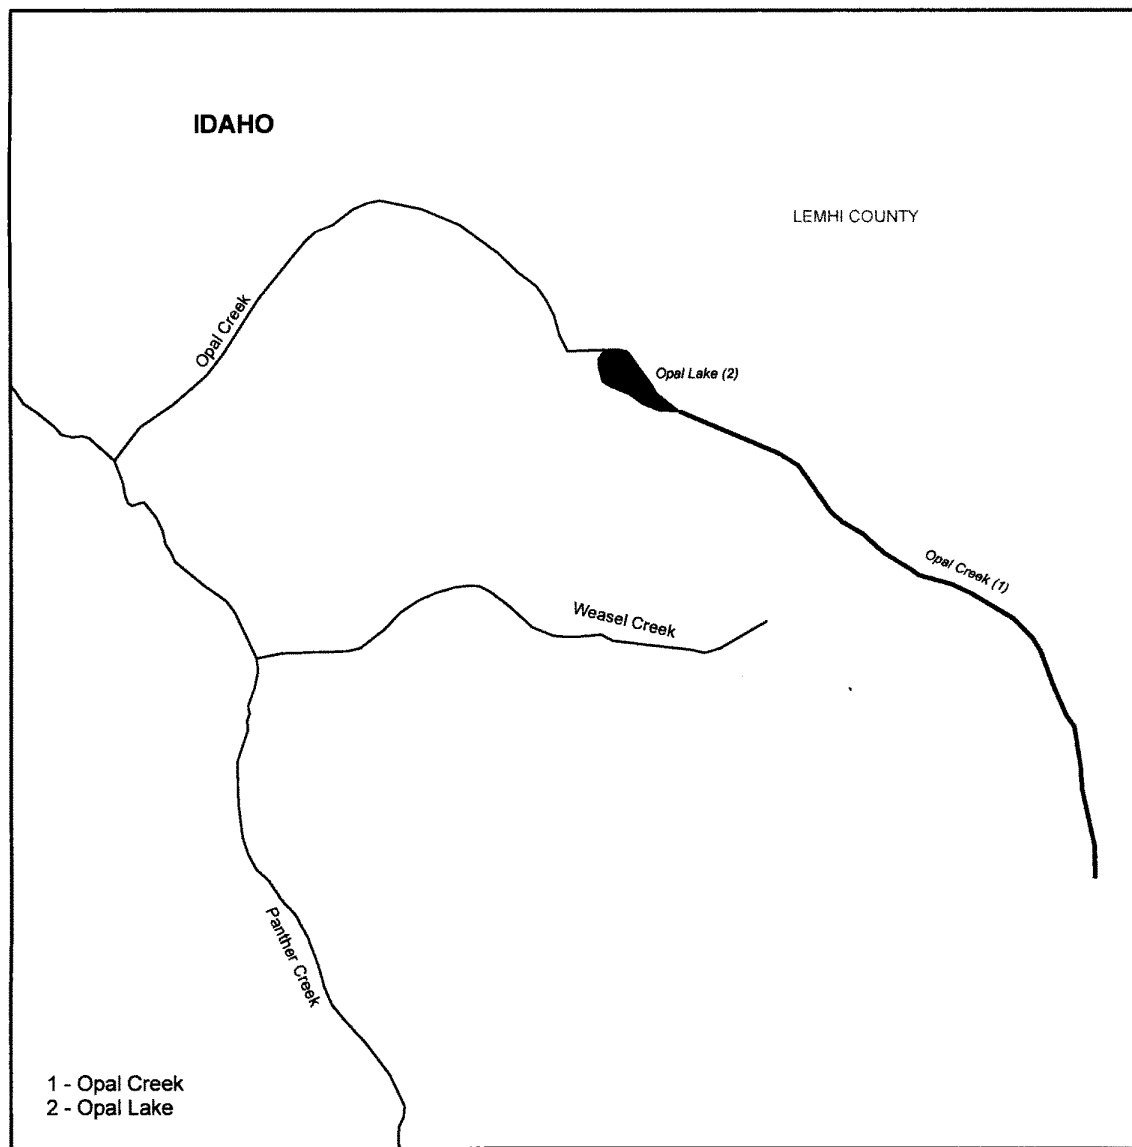 IDAHO
LEMHI COUNTY
Opal Creek
Opal Lake (2)
Opal Creek (1)
Weasel Creek
Panther Creek
1 - Opal Creek
2 - Opal Lake